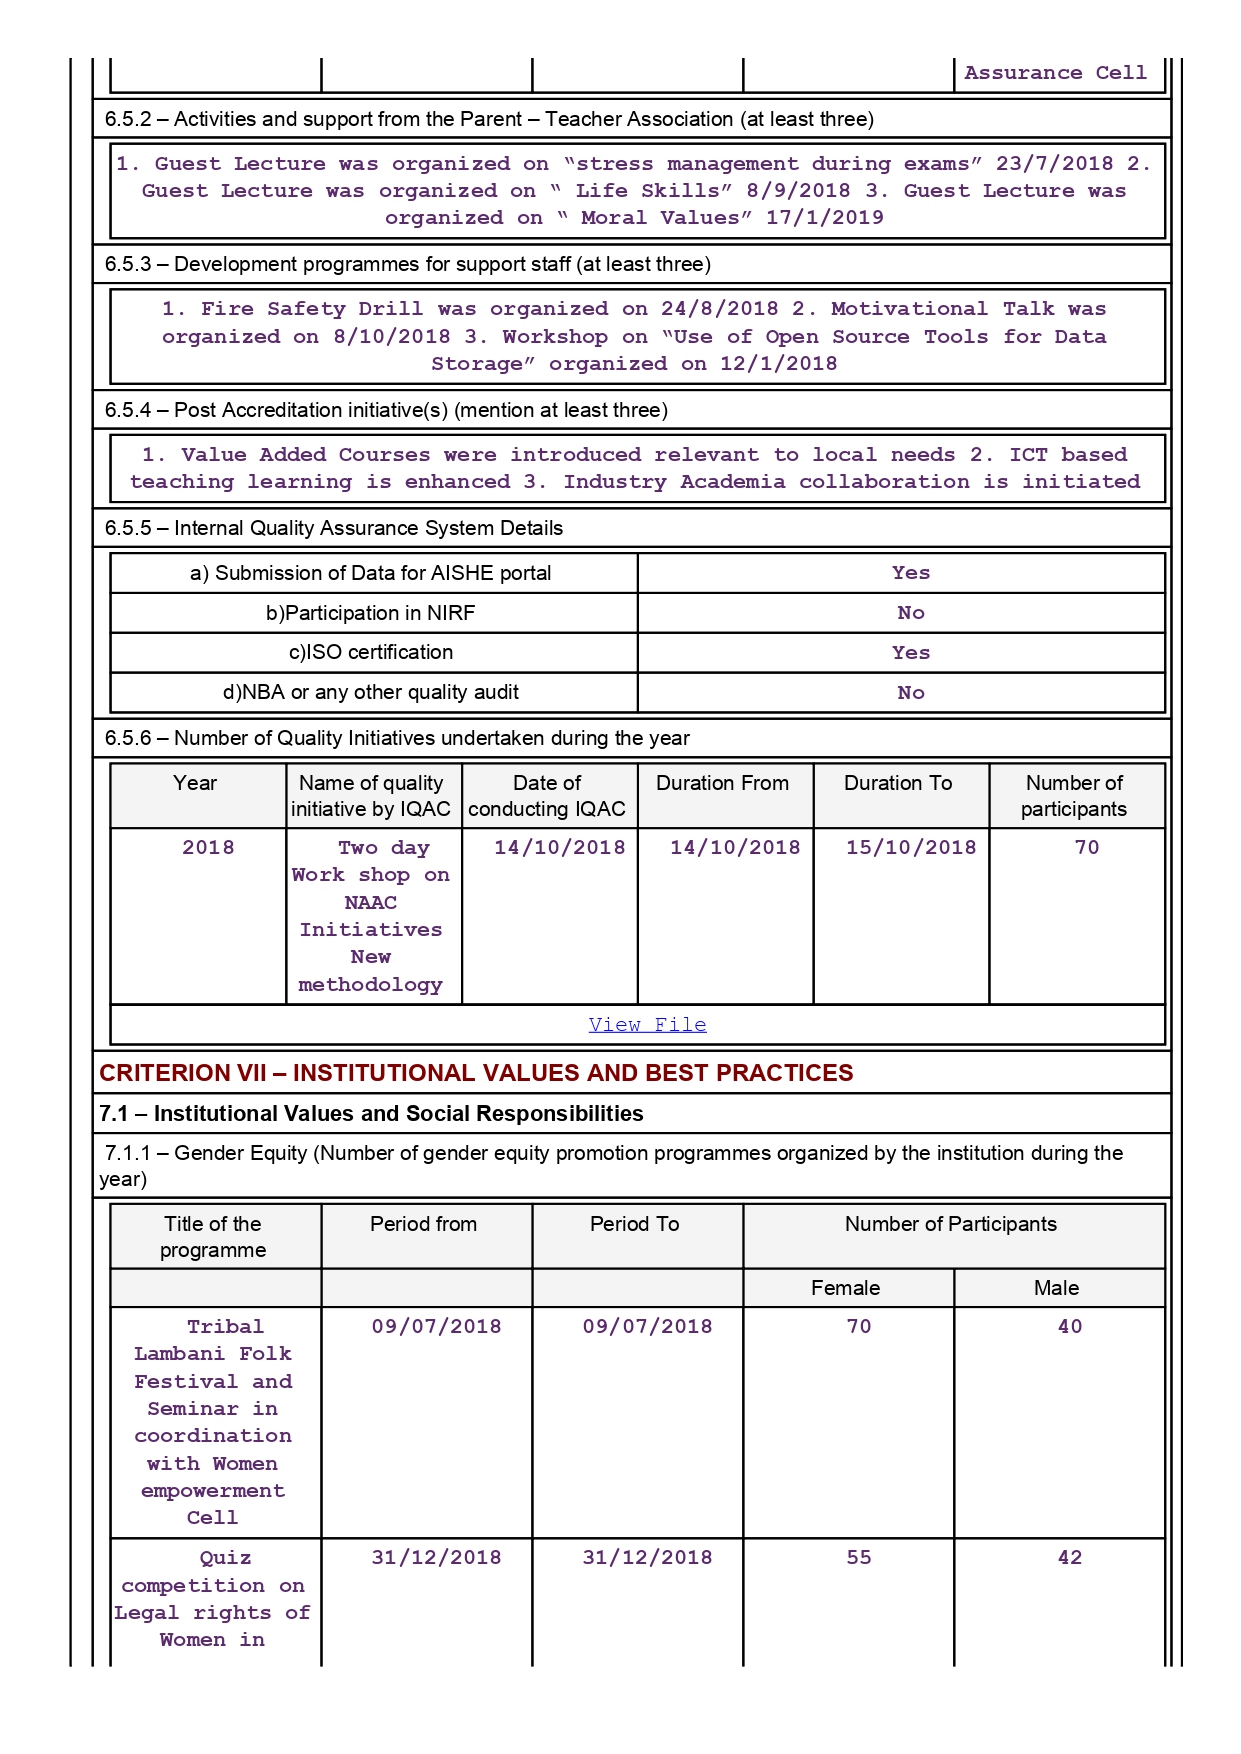 Assurance Cell
6.5.2 – Activities and support from the Parent – Teacher Association (at least three)
1. Guest Lecture was organized on “stress management during exams” 23/7/2018 2.
Guest Lecture was organized on “ Life Skills” 8/9/2018 3. Guest Lecture was
organized on “ Moral Values” 17/1/2019
6.5.3 – Development programmes for support staff (at least three)
1. Fire Safety Drill was organized on 24/8/2018 2. Motivational Talk was
organized on 8/10/2018 3. Workshop on “Use of Open Source Tools for Data
Storage” organized on 12/1/2018
6.5.4 – Post Accreditation initiative(s) (mention at least three)
1. Value Added Courses were introduced relevant to local needs 2. ICT based
teaching learning is enhanced 3. Industry Academia collaboration is initiated
6.5.5 – Internal Quality Assurance System Details
a) Submission of Data for AISHE portal Yes
b)Participation in NIRF No
c)ISO certification Yes
d)NBA or any other quality audit No
6.5.6 – Number of Quality Initiatives undertaken during the year
Year Name of quality Date of Duration From Duration To Number of
initiative by IQAC conducting IQAC participants
2018 Two day 14/10/2018 14/10/2018 15/10/2018 70
Work shop on
NAAC
Initiatives
New
methodology
View File
CRITERION VII – INSTITUTIONAL VALUES AND BEST PRACTICES
7.1 – Institutional Values and Social Responsibilities
7.1.1 – Gender Equity (Number of gender equity promotion programmes organized by the institution during the
year)
Title of the Period from Period To Number of Participants
programme
Female Male
Tribal 09/07/2018 09/07/2018 70 40
Lambani Folk
Festival and
Seminar in
coordination
with Women
empowerment
Cell
Quiz 31/12/2018 31/12/2018 55 42
competition on
Legal rights of
Women in